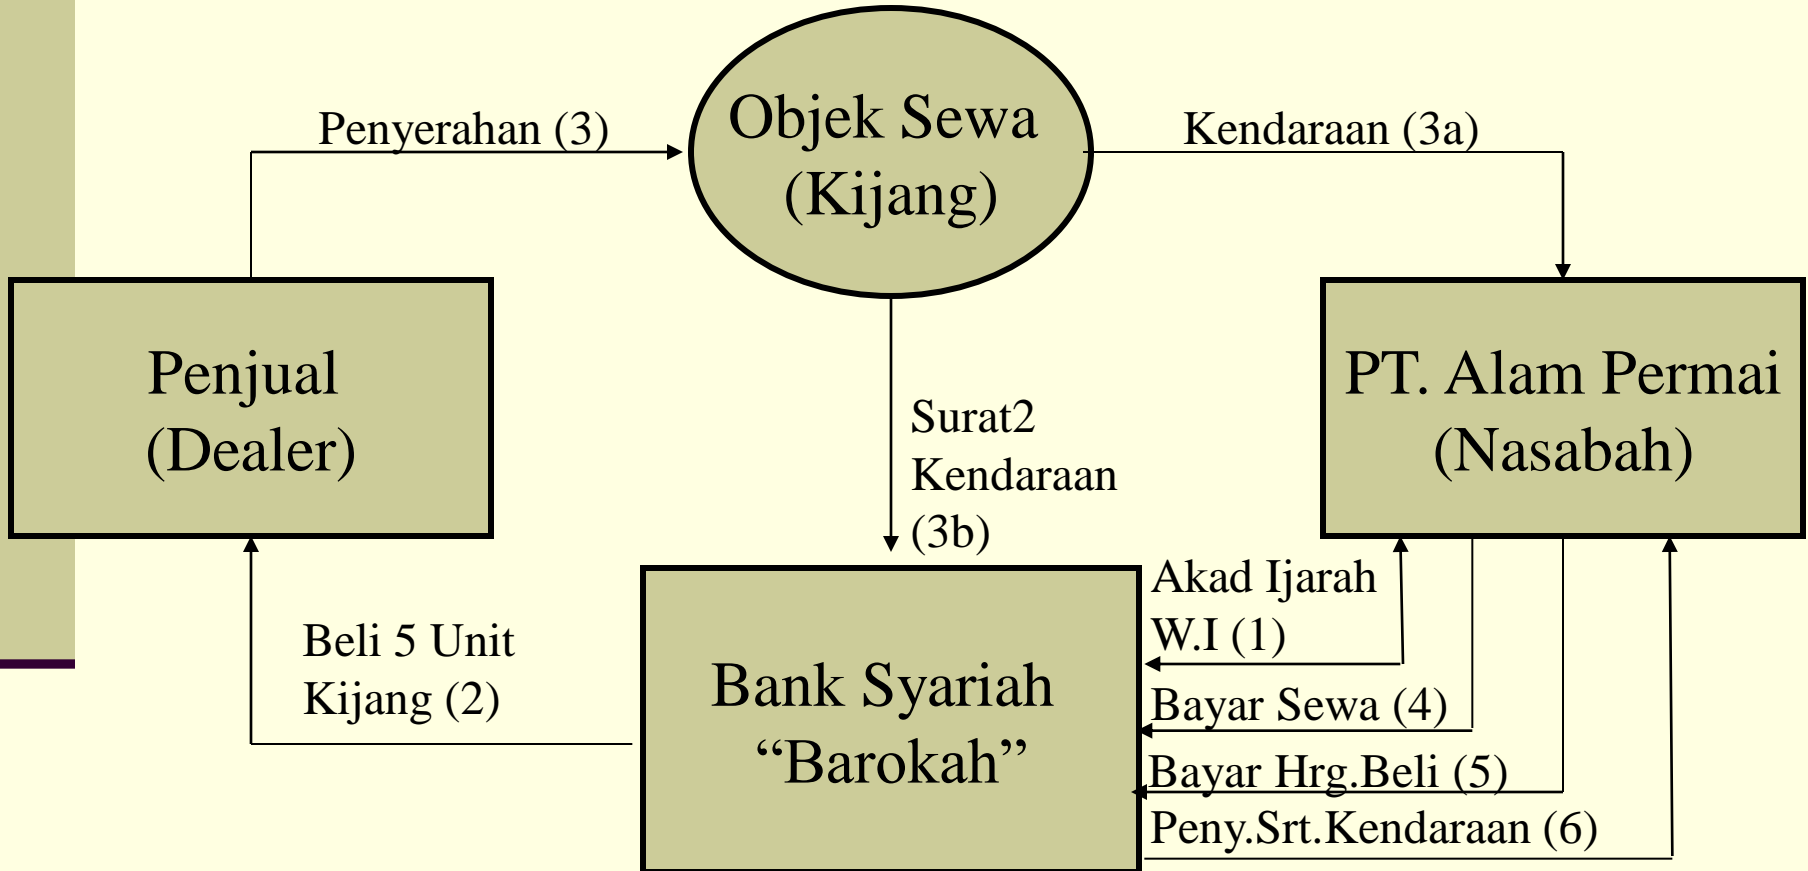 Objek Sewa
(Kijang)
Penyerahan (3)
Kendaraan (3a)
Penjual
(Dealer)
PT. Alam Permai
(Nasabah)
Surat2
Kendaraan
(3b)
Beli 5 Unit
Kijang (2)
Bank Syariah
“Barokah”
Akad Ijarah
W.I (1)
Bayar Sewa (4)
Bayar Hrg.Beli (5)
Peny.Srt.Kendaraan (6)